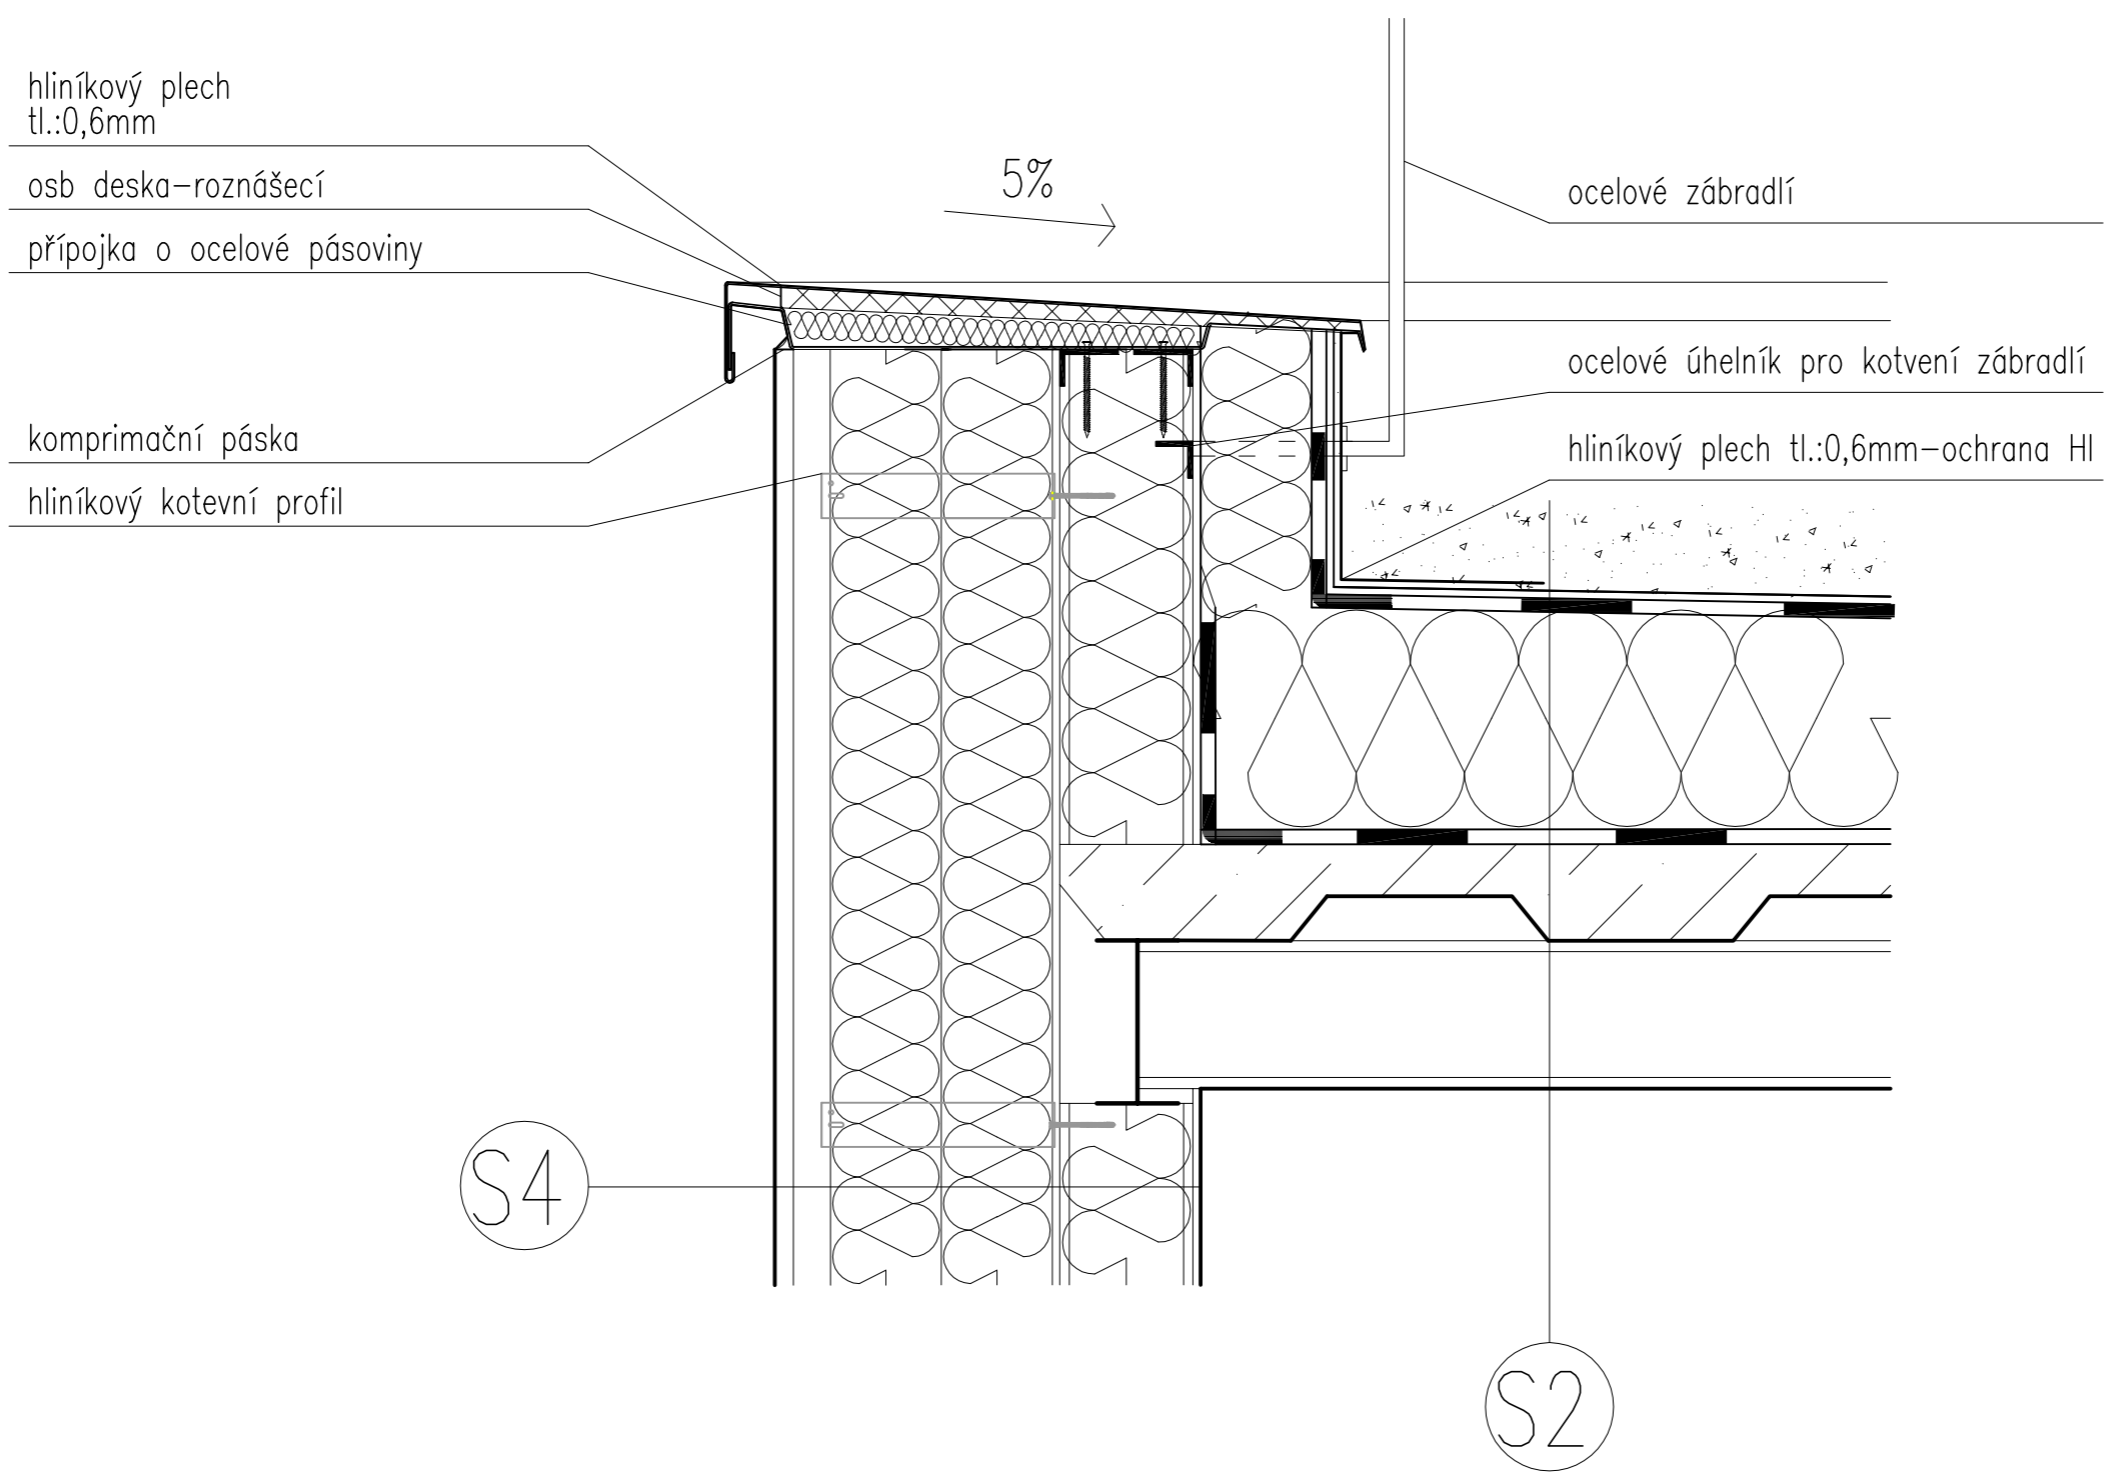 hliníkový plech
tl.:0,6mm
osb deska-roznášecí
přípojka o ocelové pásoviny
komprimační páska
hliníkový kotevní profil
5%
ocelové zábradlí
ocelové úhelník pro kotvení zábradlí
hliníkový plech tl.:0,6mm-ochrana HI
S4
S2